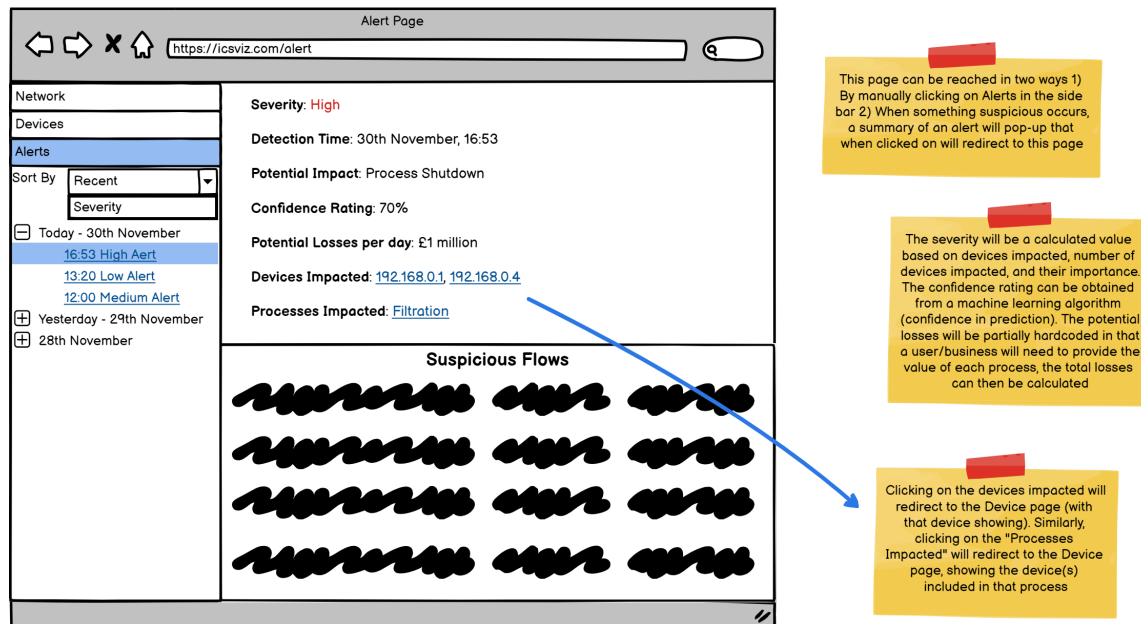 Alert Page
https://icsviz.com/alert
Network
Devices
Alerts
Sort By
Recent
Severity
Today - 30th November
16:53 High Aert
13:20 Low Alert
12:00 Medium Alert
Yesterday - 29th November
28th November
Severity: High
Detection Time: 30th November, 16:53
Potential Impact: Process Shutdown
Confidence Rating: 70%
Potential Losses per day: £1 million
Devices Impacted: 192.168.0.1, 192.168.0.4
Processes Impacted: Filtration
Suspicious Flows
This page can be reached in two ways 1)
By manually clicking on Alerts in the side
bar 2) When something suspicious occurs,
a summary of an alert will pop-up that
when clicked on will redirect to this page
The severity will be a calculated value
based on devices impacted, number of
devices impacted, and their importance.
The confidence rating can be obtained
from a machine learning algorithm
(confidence in prediction). The potential
losses will be partially hardcoded in that
a user/business will need to provide the
value of each process, the total losses
can then be calculated
Clicking on the devices impacted will
redirect to the Device page (with
that device showing). Similarly,
clicking on the "Processes
Impacted" will redirect to the Device
page, showing the device(s)
included in that process